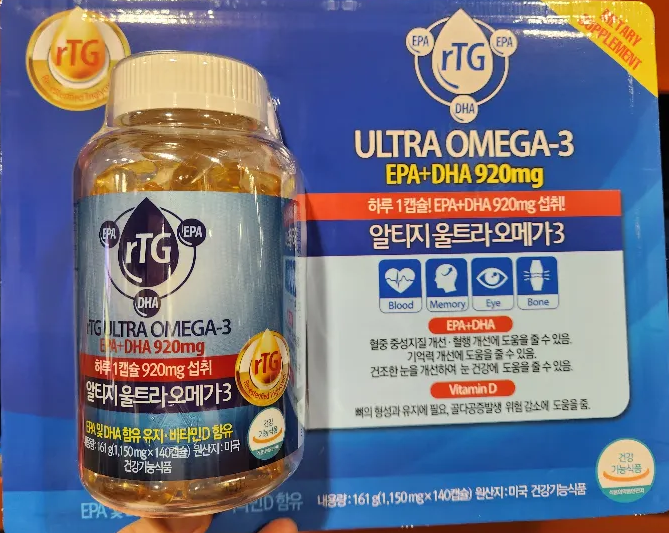 rTG
EPA
EPA
rTG
DHA
DIETARY
SUPPLEMENT
ULTRA OMEGA-3
EPA+DHA 920mg
하루 1캡슐! EPA+DHA 920mg 섭취!
알티지 울트라 오메가3
Blood
Memory
Eye
Bone
EPA+DHA
혈중 중성지질 개선·혈행 개선에 도움을 줄 수 있음.
기억력 개선에 도움을 줄 수 있음.
건조한 눈을 개선하여 눈 건강에 도움을 줄 수 있음.
Vitamin D
뼈의 형성과 유지에 필요, 골다공증발생 위험 감소에 도움을 줌.
건강
기능식품
내용량: 161 g(1,150 mg×140캡슐) 원산지: 미국 건강기능식품
EPA
EPA
rTG
DHA
rTG ULTRA OMEGA-3
EPA+DHA 920mg
하루 1캡슐 920mg 섭취
알티지 울트라 오메가3
rTG
EPA 및 DHA 함유 유지·비타민D 함유
내용량: 161 g(1,150 mg×140캡슐) 원산지: 미국
건강기능식품
건강
기능식품
EPA 및
함유